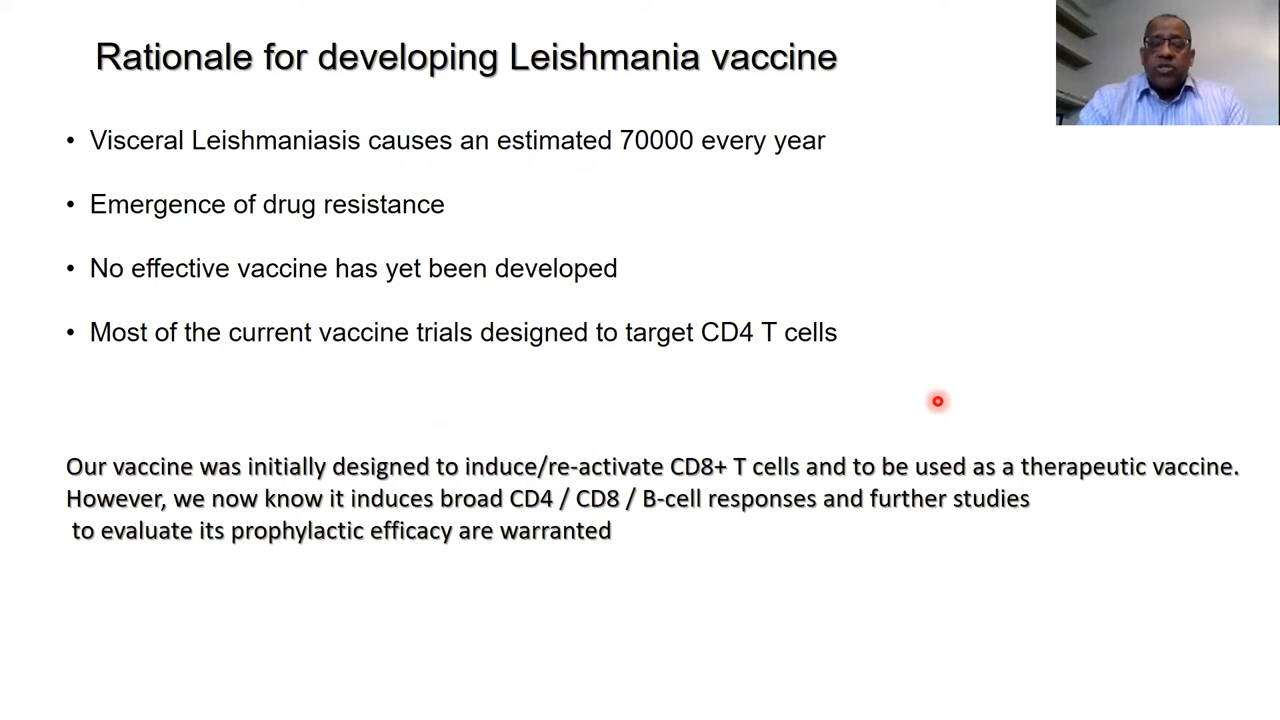 Rationale for developing Leishmania vaccine
• Visceral Leishmaniasis causes an estimated 70000 every year
• Emergence of drug resistance
• No effective vaccine has yet been developed
• Most of the current vaccine trials designed to target CD4 T cells
Our vaccine was initially designed to induce/re-activate CD8+ T cells and to be used as a therapeutic vaccine.
However, we now know it induces broad CD4 / CD8 / B-cell responses and further studies
to evaluate its prophylactic efficacy are warranted